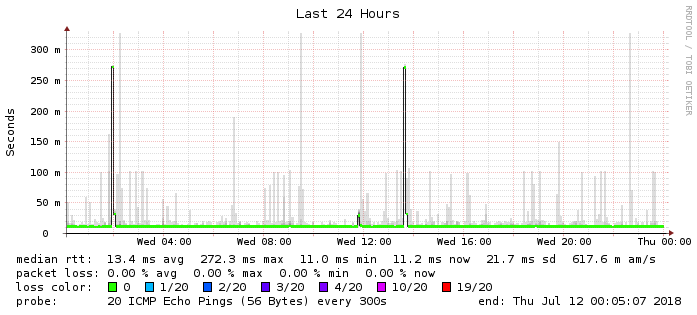 Last 24 Hours
RRDTOOL / TOBI OETIKER
Seconds
300 m
250 m
200 m
150 m
100 m
50 m
0
Wed 04:00 Wed 08:00 Wed 12:00 Wed 16:00 Wed 20:00 Thu 00:00
median rtt: 13.4 ms avg 272.3 ms max 11.0 ms min 11.2 ms now 21.7 ms sd 617.6 m am/s
packet loss: 0.00 % avg 0.00 % max 0.00 % min 0.00 % now
loss color: 0 1/20 2/20 3/20 4/20 10/20 19/20
probe: 20 ICMP Echo Pings (56 Bytes) every 300s end: Thu Jul 12 00:05:07 2018